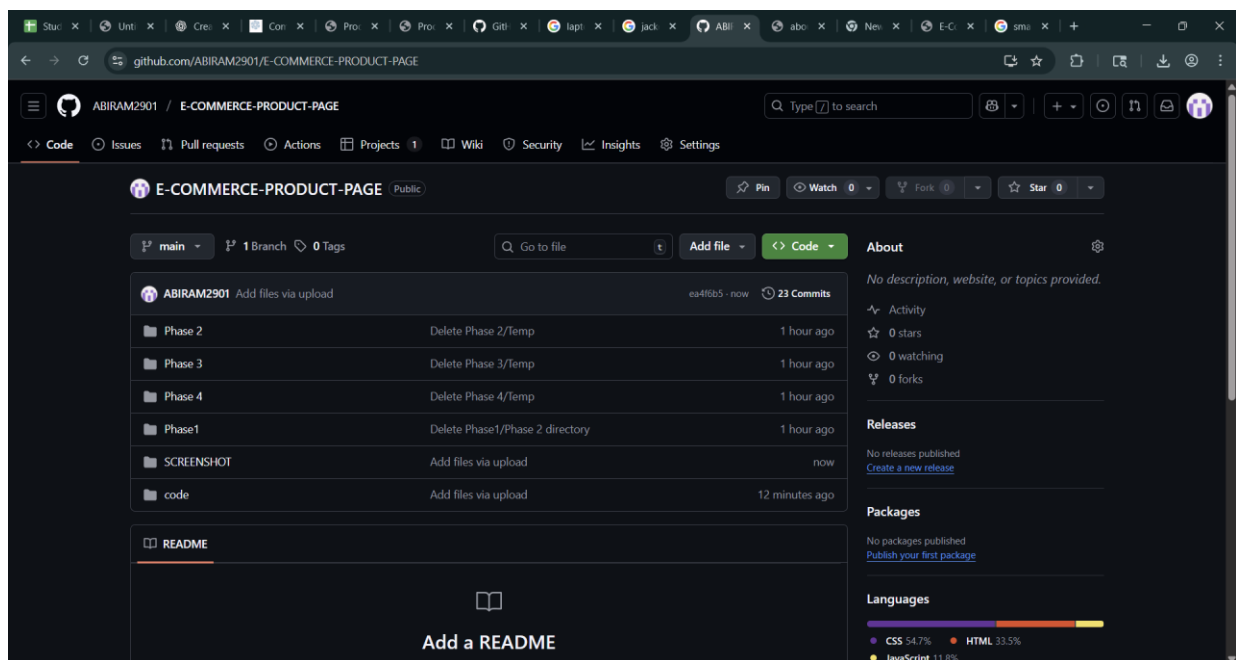 Stud Unti Crea Con Proc Proc GitH lapt jack ABIR abo Nev E-Co sma
github.com/ABIRAM2901/E-COMMERCE-PRODUCT-PAGE
ABIRAM2901 / E-COMMERCE-PRODUCT-PAGE Type / to search
Code Issues Pull requests Actions Projects 1 Wiki Security Insights Settings
E-COMMERCE-PRODUCT-PAGE Public Pin Watch 0 Fork 0 Star 0
main 1 Branch 0 Tags Go to file t Add file Code
ABIRAM2901 Add files via upload ea4f6b5 · now 23 Commits
Phase 2 Delete Phase 2/Temp 1 hour ago
Phase 3 Delete Phase 3/Temp 1 hour ago
Phase 4 Delete Phase 4/Temp 1 hour ago
Phase1 Delete Phase1/Phase 2 directory 1 hour ago
SCREENSHOT Add files via upload now
code Add files via upload 12 minutes ago
README
Add a README
About
No description, website, or topics provided.
Activity
0 stars
0 watching
0 forks
Releases
No releases published
Create a new release
Packages
No packages published
Publish your first package
Languages
CSS 54.7% HTML 33.5%
JavaScript 11.8%